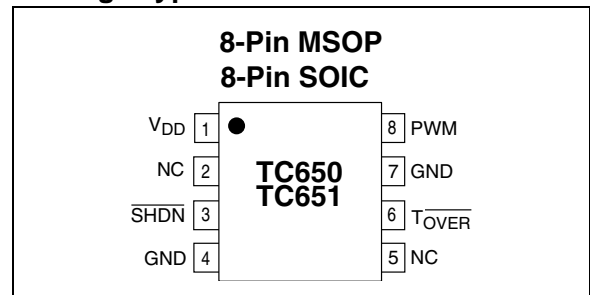 8-Pin MSOP
8-Pin SOIC
VDD 1
NC 2
SHDN 3
GND 4
TC650
TC651
8 PWM
7 GND
6 TOVER
5 NC